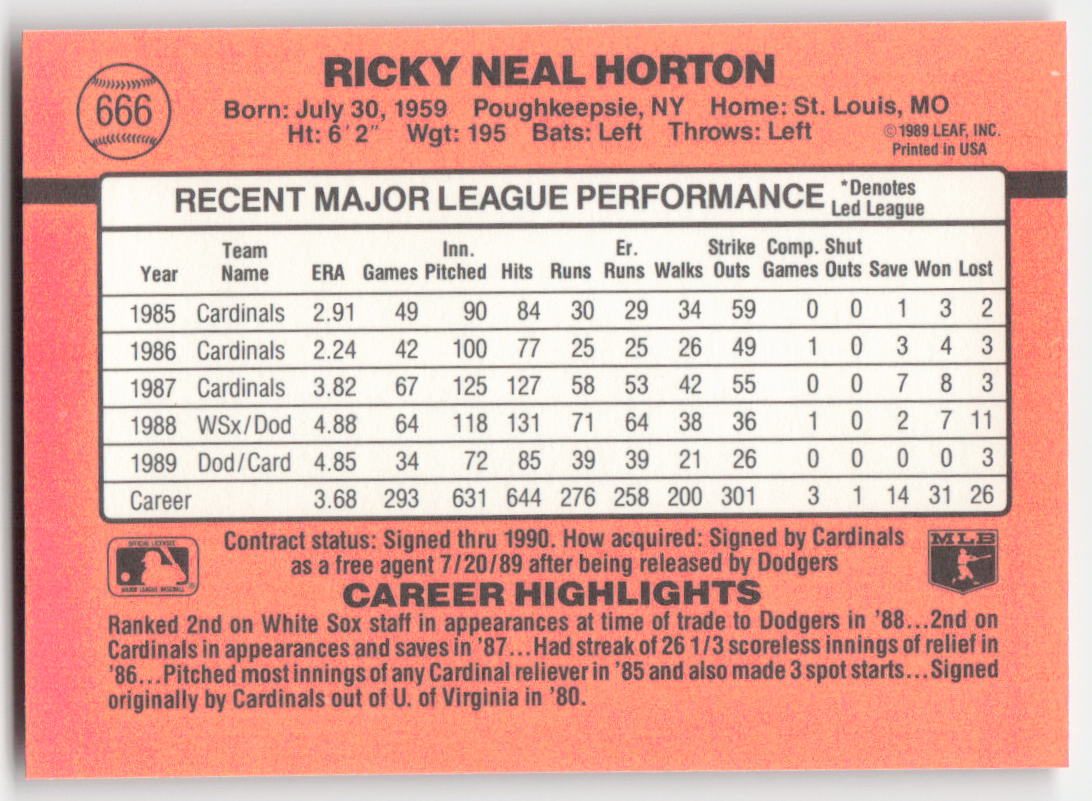 666
RICKY NEAL HORTON
Born: July 30, 1959 Poughkeepsie, NY Home: St. Louis, MO
Ht: 6' 2" Wgt: 195 Bats: Left Throws: Left
©1989 LEAF, INC.
Printed in USA
RECENT MAJOR LEAGUE PERFORMANCE *Denotes Led League
Year Team Name ERA Games Inn. Pitched Hits Runs Er. Runs Walks Strike Outs Comp. Games Shut Outs Save Won Lost
1985 Cardinals 2.91 49 90 84 30 29 34 59 0 0 1 3 2
1986 Cardinals 2.24 42 100 77 25 25 26 49 1 0 3 4 3
1987 Cardinals 3.82 67 125 127 58 53 42 55 0 0 7 8 3
1988 WSx/Dod 4.88 64 118 131 71 64 38 36 1 0 2 7 11
1989 Dod/Card 4.85 34 72 85 39 39 21 26 0 0 0 0 3
Career 3.68 293 631 644 276 258 200 301 3 1 14 31 26
OFFICIAL LICENSEE
MAJOR LEAGUE BASEBALL
Contract status: Signed thru 1990. How acquired: Signed by Cardinals
as a free agent 7/20/89 after being released by Dodgers
MLB
CAREER HIGHLIGHTS
Ranked 2nd on White Sox staff in appearances at time of trade to Dodgers in '88...2nd on
Cardinals in appearances and saves in '87...Had streak of 26 1/3 scoreless innings of relief in
'86...Pitched most innings of any Cardinal reliever in '85 and also made 3 spot starts...Signed
originally by Cardinals out of U. of Virginia in '80.